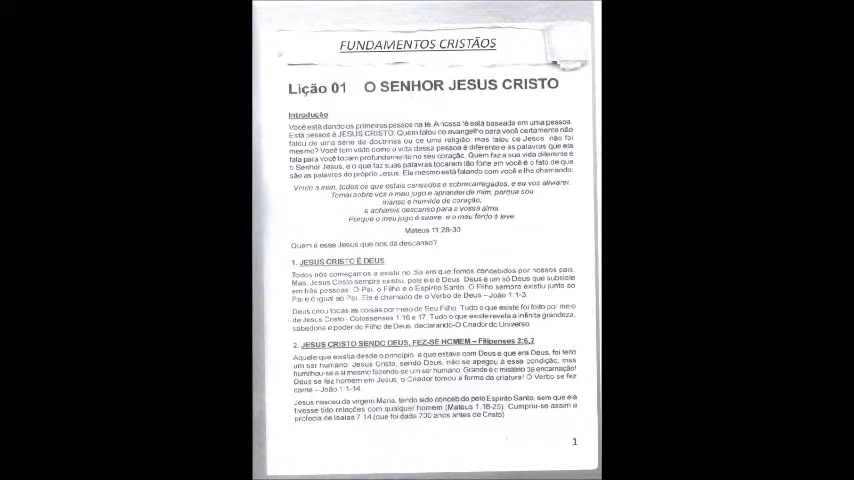 FUNDAMENTOS CRISTÃOS
Lição 01 O SENHOR JESUS CRISTO
Introdução
Você está dando os primeiros passos na fé. A nossa fé está baseada em uma pessoa.
Esta pessoa é JESUS CRISTO. Quem falou do evangelho para você certamente não
falou de uma série de doutrinas ou de uma religião, mas falou de Jesus, não foi
mesmo? Você tem visto como a vida dessa pessoa é diferente e as palavras que ela
fala para você tocam profundamente no seu coração. Quem faz a sua vida diferente é
o Senhor Jesus, e o que faz suas palavras tocarem tão forte em você é o fato de que
são as palavras do próprio Jesus. Ele mesmo está falando com você e lhe chamando:
Vinde a mim, todos os que estais cansados e sobrecarregados, e eu vos aliviarei.
Tomai sobre vós o meu jugo e aprendei de mim, porque sou
manso e humilde de coração;
e achareis descanso para a vossa alma.
Porque o meu jugo é suave, e o meu fardo é leve.
Mateus 11:28-30
Quem é esse Jesus que nos dá descanso?
1. JESUS CRISTO É DEUS
Todos nós começamos a existir no dia em que fomos concebidos por nossos pais.
Mas, Jesus Cristo sempre existiu, pois ele é Deus. Deus é um só Deus que subsiste
em três pessoas: O Pai, o Filho e o Espírito Santo. O Filho sempre existiu junto ao
Pai e é igual ao Pai. Ele é chamado de o Verbo de Deus – João 1:1-3.
Deus criou todas as coisas por meio de Seu Filho. Tudo o que existe foi feito por meio
de Jesus Cristo - Colossenses 1:16 e 17. Tudo o que existe revela a infinita grandeza,
sabedoria e poder do Filho de Deus, declarando-O Criador do Universo.
2. JESUS CRISTO SENDO DEUS, FEZ-SE HOMEM – Filipenses 2:6,7
Aquele que existia desde o princípio, e que estava com Deus e que era Deus, foi feito
um ser humano. Jesus Cristo, sendo Deus, não se apegou à essa condição, mas
humilhou-se a si mesmo fazendo-se um ser humano. Grande é o mistério da encarnação!
Deus se fez homem em Jesus, o Criador tomou a forma da criatura! O Verbo se fez
carne – João 1:1-14
Jesus nasceu da virgem Maria, tendo sido concebido pelo Espírito Santo, sem que ela
tivesse tido relações com qualquer homem (Mateus 1.18-25). Cumpriu-se assim a
profecia de Isaías 7.14 (que foi dada 700 anos antes de Cristo)
1